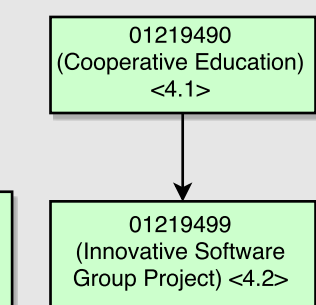 01219490
(Cooperative Education)
<4.1>
01219499
(Innovative Software
Group Project) <4.2>